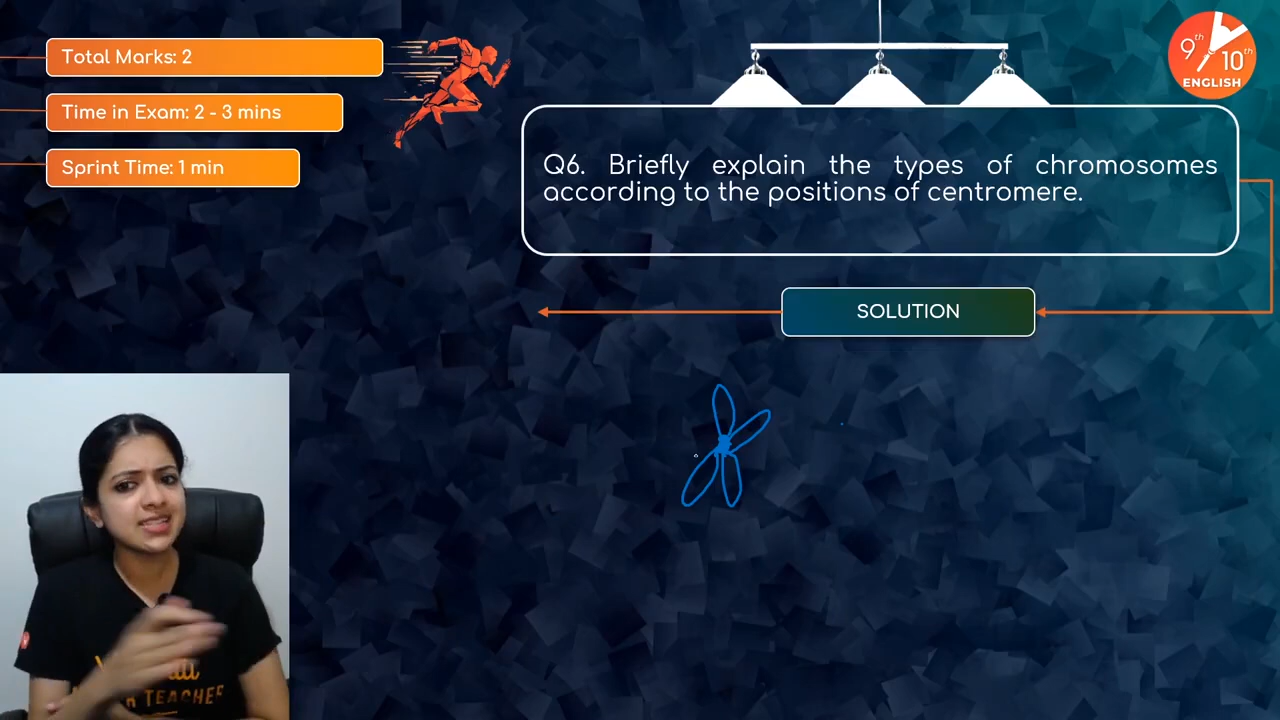 Total Marks: 2
Time in Exam: 2 - 3 mins
Sprint Time: 1 min
9th
10th
ENGLISH
Q6. Briefly explain the types of chromosomes
according to the positions of centromere.
SOLUTION
TEACHER